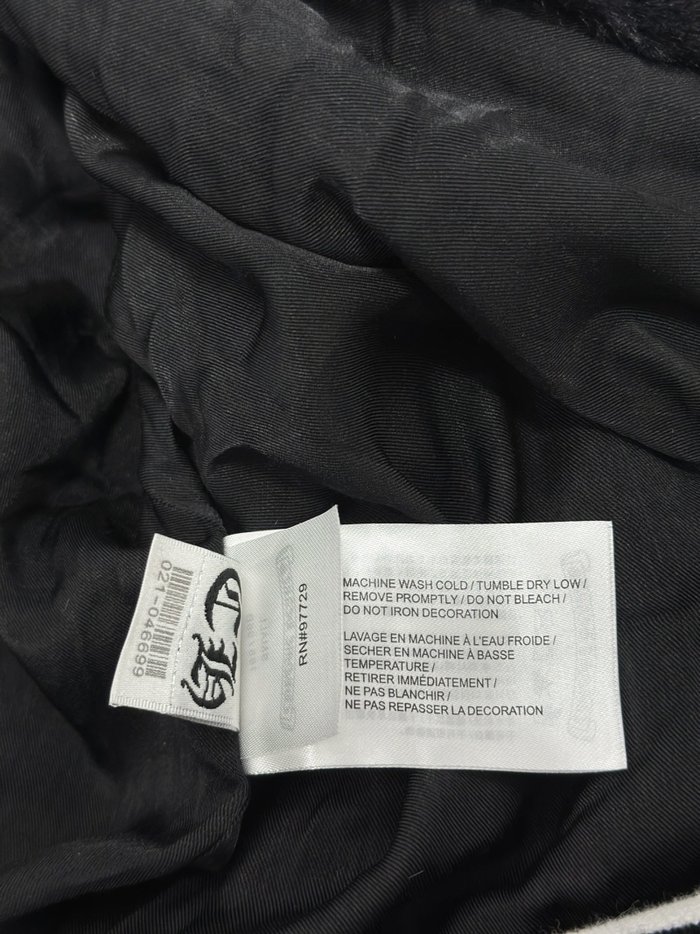 021-046699
RN#97729
MACHINE WASH COLD / TUMBLE DRY LOW /
REMOVE PROMPTLY / DO NOT BLEACH /
DO NOT IRON DECORATION
LAVAGE EN MACHINE À L'EAU FROIDE /
SECHER EN MACHINE À BASSE
TEMPERATURE /
RETIRER IMMÉDIATEMENT /
NE PAS BLANCHIR /
NE PAS REPASSER LA DECORATION